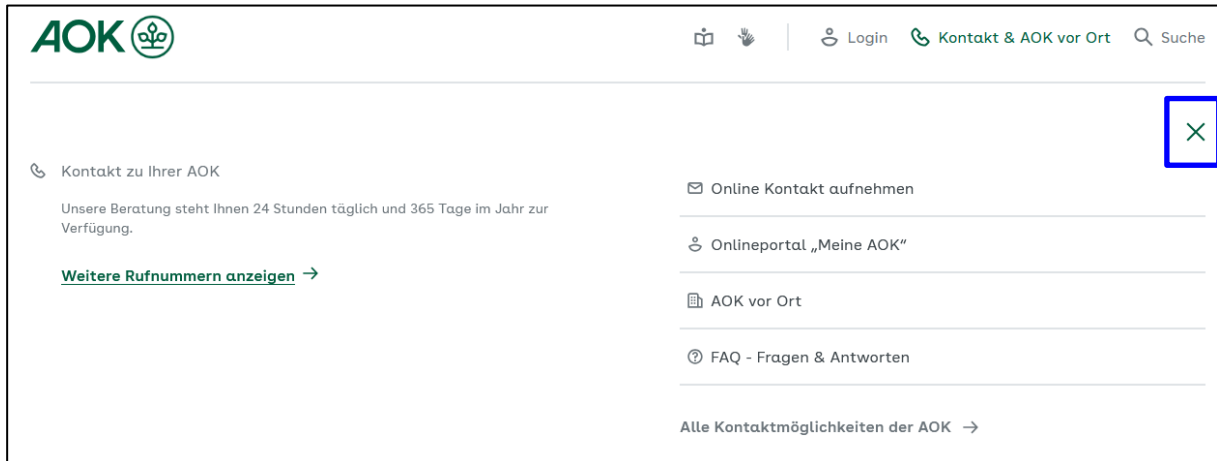 AOK
Login
Kontakt & AOK vor Ort
Suche
Kontakt zu Ihrer AOK
Unsere Beratung steht Ihnen 24 Stunden täglich und 365 Tage im Jahr zur
Verfügung.
Weitere Rufnummern anzeigen
Online Kontakt aufnehmen
Onlineportal „Meine AOK“
AOK vor Ort
FAQ - Fragen & Antworten
Alle Kontaktmöglichkeiten der AOK